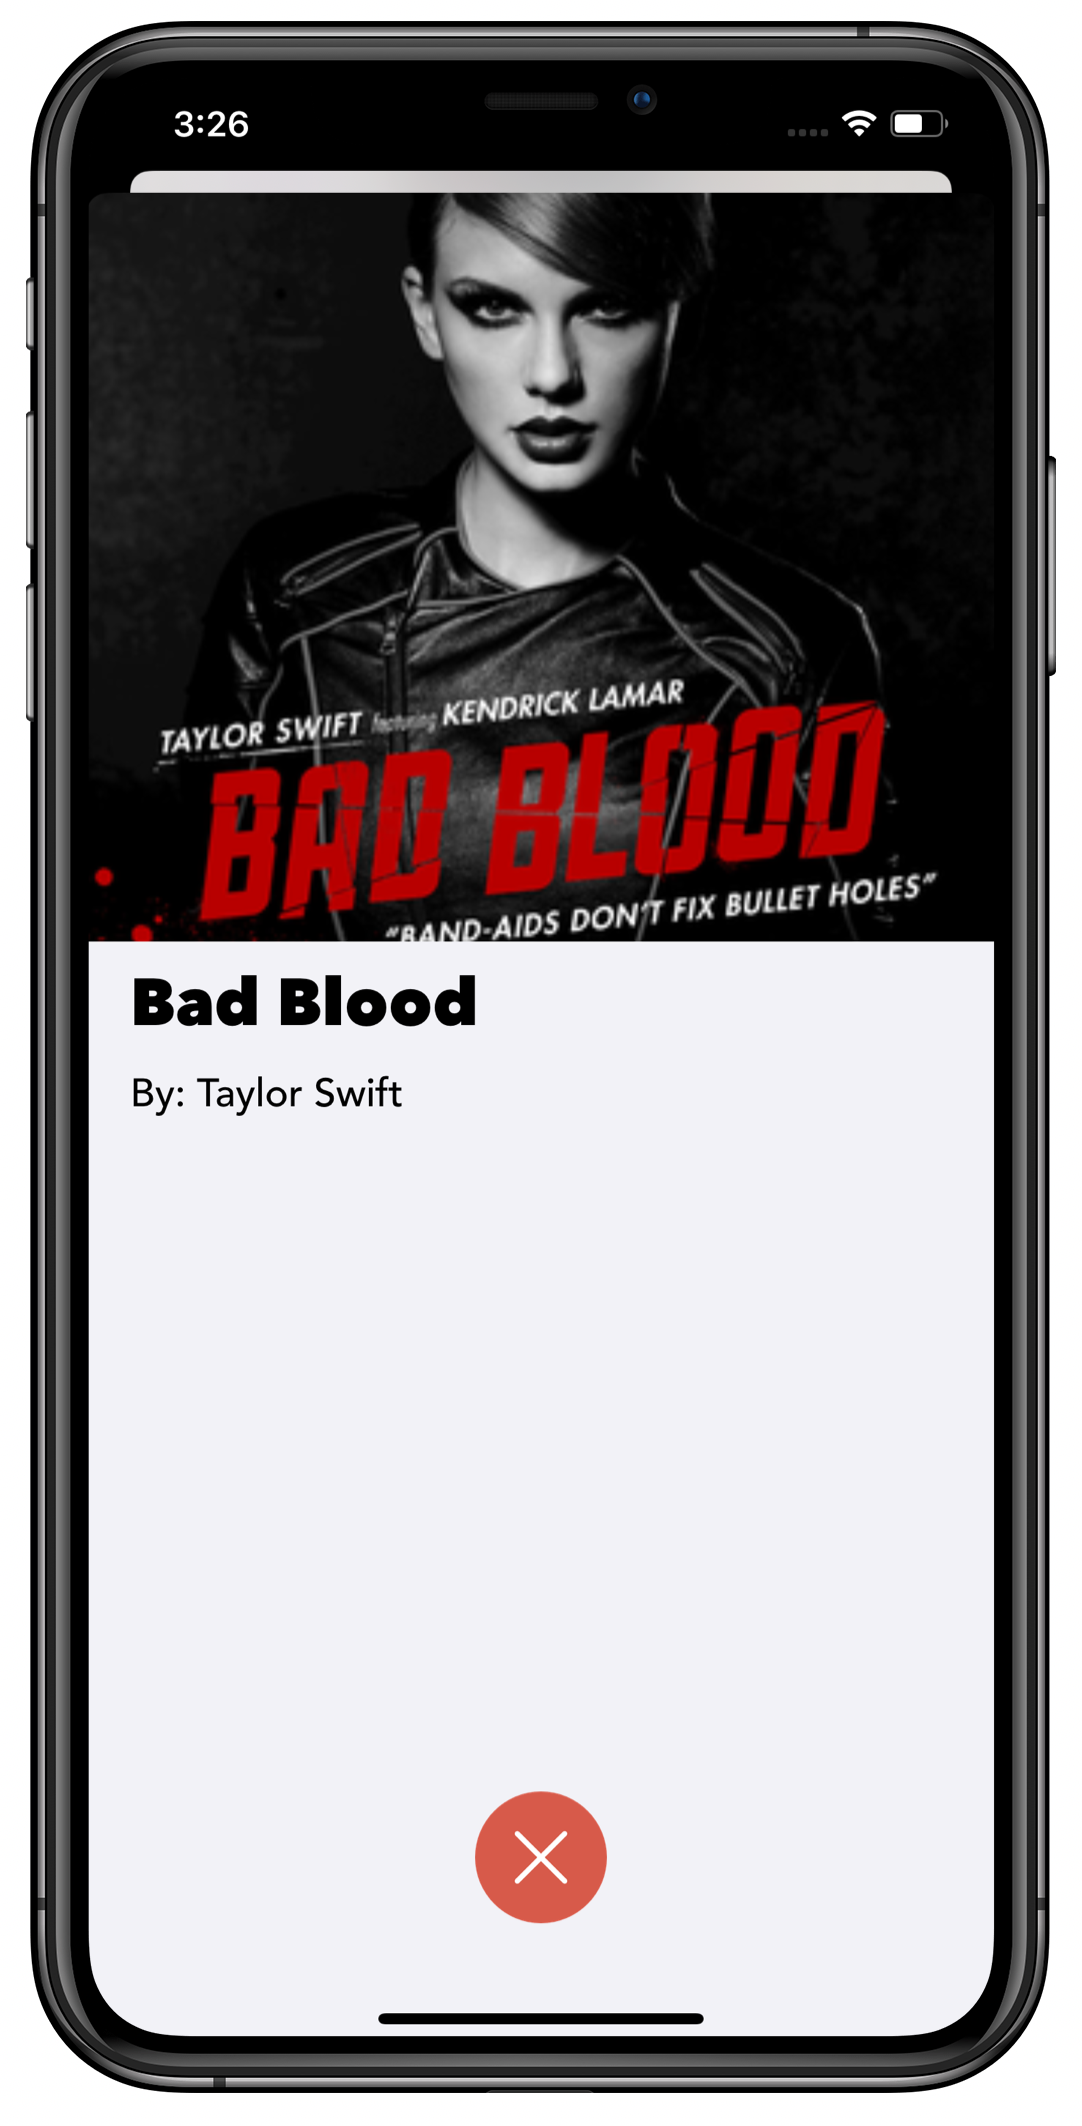 3:26
TAYLOR SWIFT featuring KENDRICK LAMAR
BAD BLOOD
“BAND-AIDS DON’T FIX BULLET HOLES”
Bad Blood
By: Taylor Swift